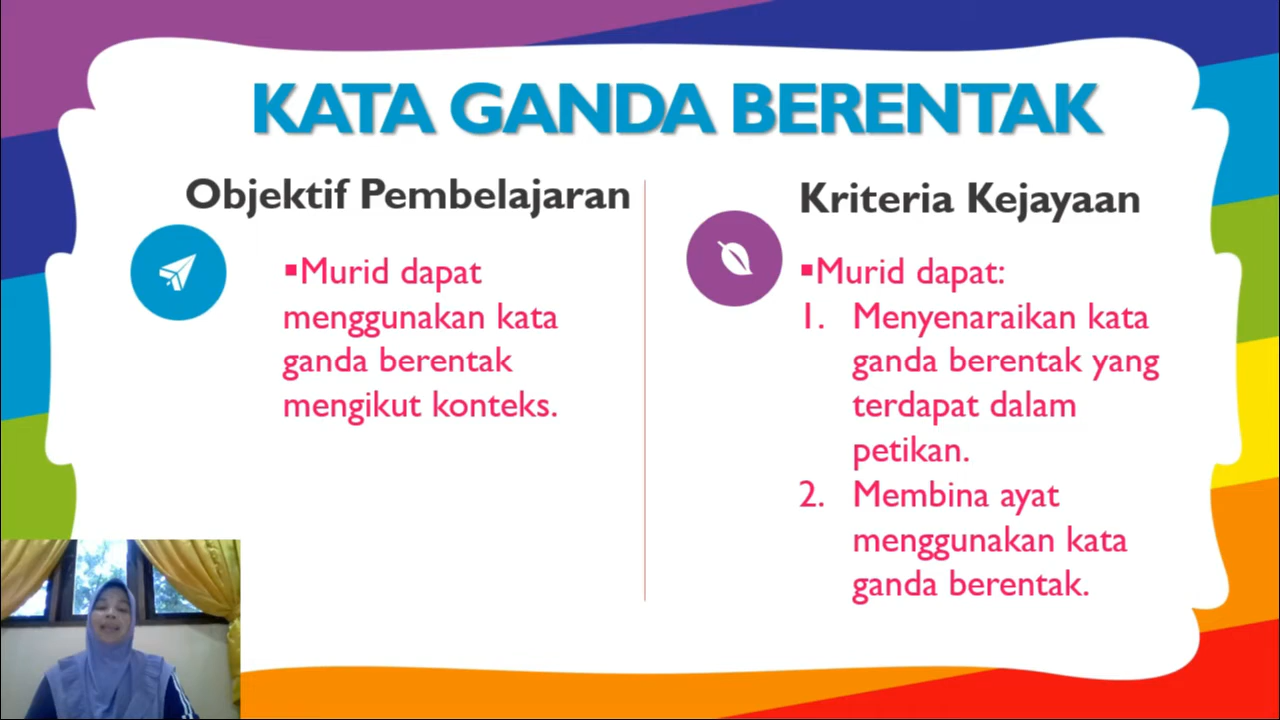 KATA GANDA BERENTAK
Objektif Pembelajaran
▪Murid dapat
menggunakan kata
ganda berentak
mengikut konteks.
Kriteria Kejayaan
▪Murid dapat:
1. Menyenaraikan kata
ganda berentak yang
terdapat dalam
petikan.
2. Membina ayat
menggunakan kata
ganda berentak.